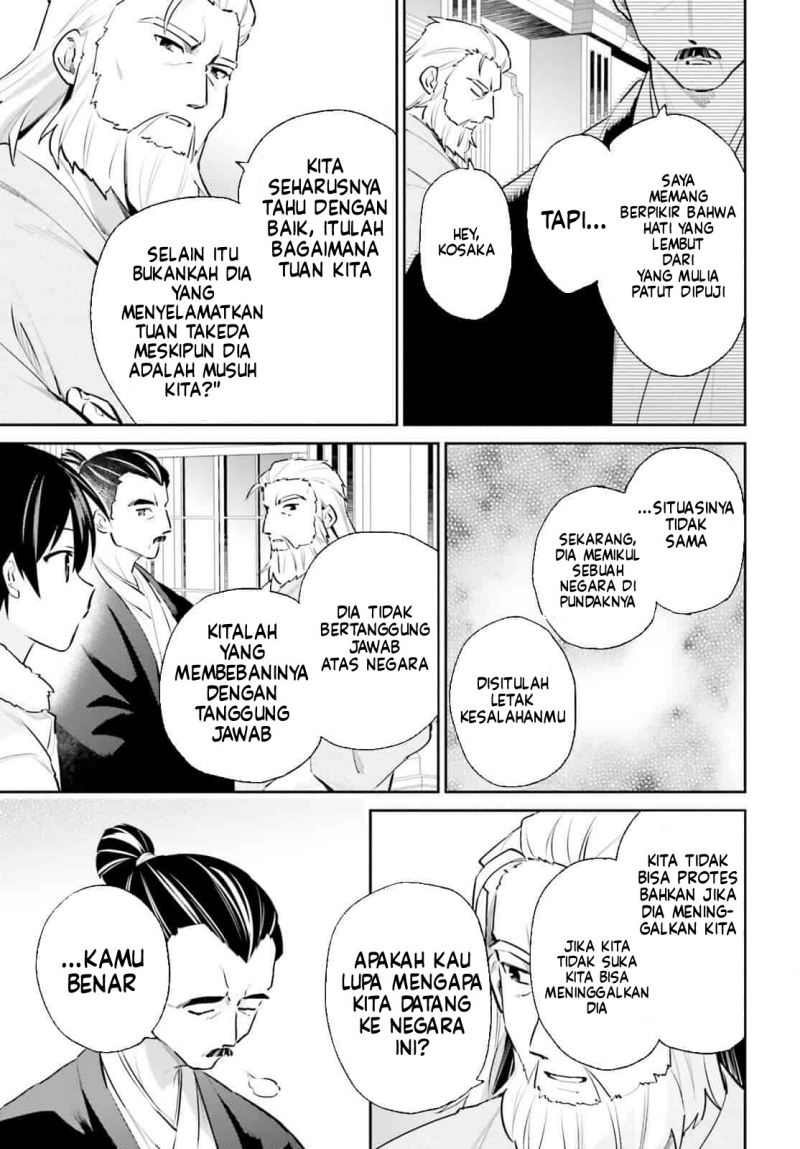 SAYA
MEMANG
BERPIKIR BAHWA
HATI YANG
LEMBUT
DARI
YANG MULIA
PATUT DIPUJI
TAPI...
HEY,
KOSAKA
KITA
SEHARUSNYA
TAHU DENGAN
BAIK, ITULAH
BAGAIMANA
TUAN KITA
SELAIN ITU
BUKANKAH DIA
YANG
MENYELAMATKAN
TUAN TAKEDA
MESKIPUN DIA
ADALAH MUSUH
KITA?"
...SITUASINYA
TIDAK
SAMA
SEKARANG,
DIA MEMIKUL
SEBUAH
NEGARA DI
PUNDAKNYA
DISITULAH
LETAK
KESALAHANMU
DIA TIDAK
BERTANGGUNG
JAWAB
ATAS NEGARA
KITALAH
YANG
MEMBEBANINYA
DENGAN
TANGGUNG
JAWAB
KITA TIDAK
BISA PROTES
BAHKAN JIKA
DIA MENING-
GALKAN KITA
JIKA KITA
TIDAK SUKA
KITA BISA
MENINGGALKAN
DIA
APAKAH KAU
LUPA MENGAPA
KITA DATANG
KE NEGARA
INI?
...KAMU
BENAR